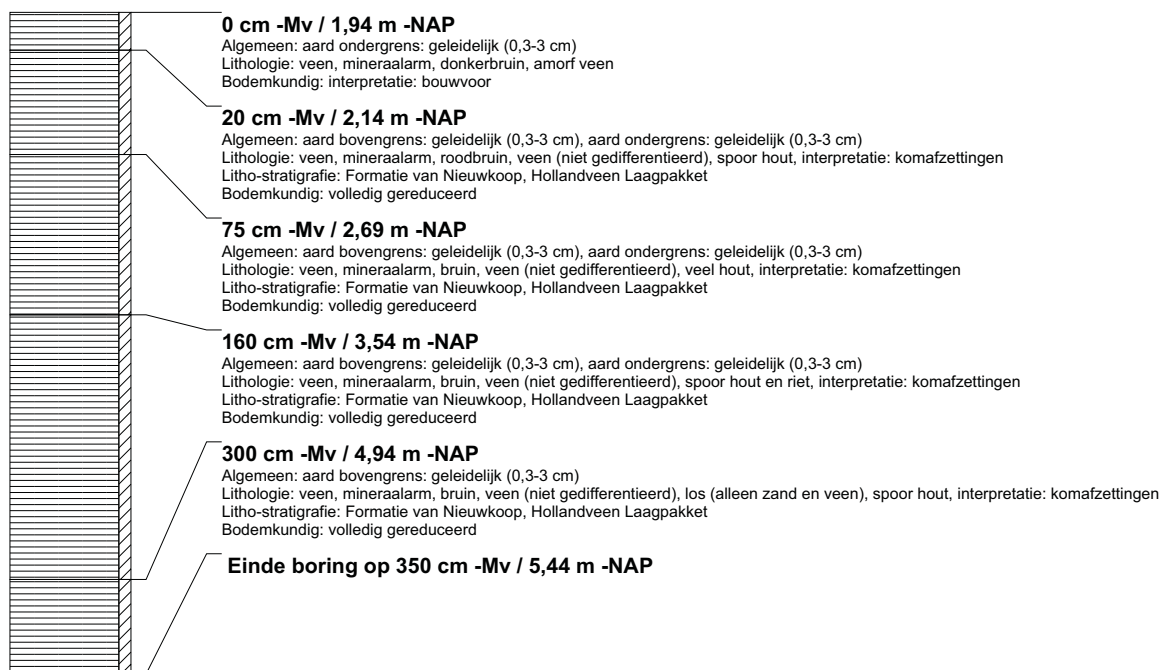 0 cm -Mv / 1,94 m -NAP
Algemeen: aard ondergrens: geleidelijk (0,3-3 cm)
Lithologie: veen, mineraalarm, donkerbruin, amorf veen
Bodemkundig: interpretatie: bouwvoor
20 cm -Mv / 2,14 m -NAP
Algemeen: aard bovengrens: geleidelijk (0,3-3 cm), aard ondergrens: geleidelijk (0,3-3 cm)
Lithologie: veen, mineraalarm, roodbruin, veen (niet gedifferentieerd), spoor hout, interpretatie: komafzettingen
Litho-stratigrafie: Formatie van Nieuwkoop, Hollandveen Laagpakket
Bodemkundig: volledig gereduceerd
75 cm -Mv / 2,69 m -NAP
Algemeen: aard bovengrens: geleidelijk (0,3-3 cm), aard ondergrens: geleidelijk (0,3-3 cm)
Lithologie: veen, mineraalarm, bruin, veen (niet gedifferentieerd), veel hout, interpretatie: komafzettingen
Litho-stratigrafie: Formatie van Nieuwkoop, Hollandveen Laagpakket
Bodemkundig: volledig gereduceerd
160 cm -Mv / 3,54 m -NAP
Algemeen: aard bovengrens: geleidelijk (0,3-3 cm), aard ondergrens: geleidelijk (0,3-3 cm)
Lithologie: veen, mineraalarm, bruin, veen (niet gedifferentieerd), spoor hout en riet, interpretatie: komafzettingen
Litho-stratigrafie: Formatie van Nieuwkoop, Hollandveen Laagpakket
Bodemkundig: volledig gereduceerd
300 cm -Mv / 4,94 m -NAP
Algemeen: aard bovengrens: geleidelijk (0,3-3 cm)
Lithologie: veen, mineraalarm, bruin, veen (niet gedifferentieerd), los (alleen zand en veen), spoor hout, interpretatie: komafzettingen
Litho-stratigrafie: Formatie van Nieuwkoop, Hollandveen Laagpakket
Bodemkundig: volledig gereduceerd
Einde boring op 350 cm -Mv / 5,44 m -NAP